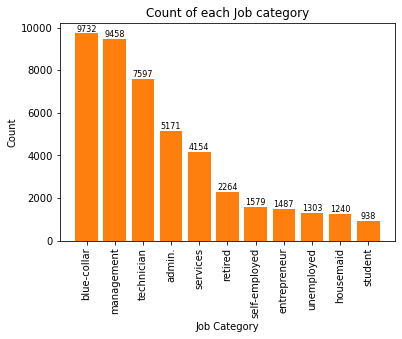 Count of each Job category
Count
10000
8000
6000
4000
2000
0
9732
9458
7597
5171
4154
2264
1579
1487
1303
1240
938
blue-collar
management
technician
admin.
services
retired
self-employed
entrepreneur
unemployed
housemaid
student
Job Category